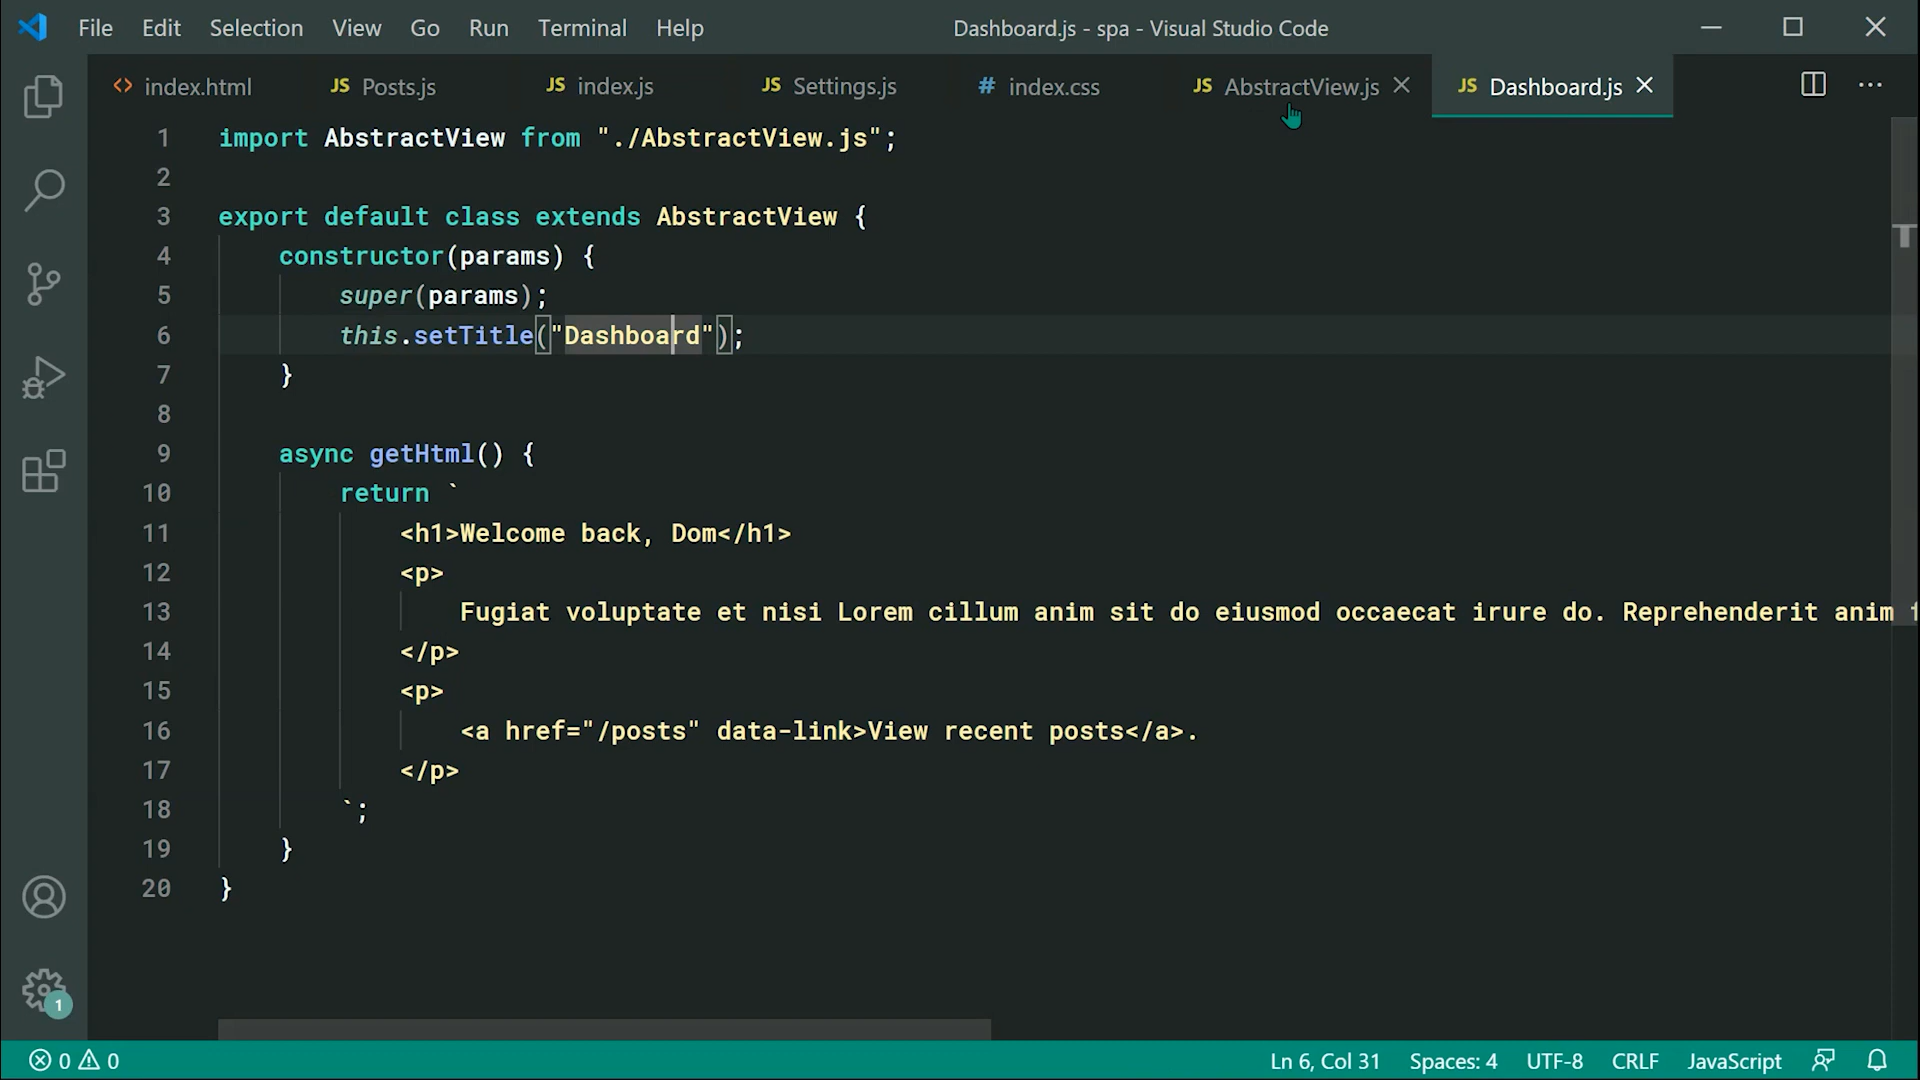 File Edit Selection View Go Run Terminal Help Dashboard.js - spa - Visual Studio Code
<> index.html JS Posts.js JS index.js JS Settings.js # index.css JS AbstractView.js JS Dashboard.js
1 import AbstractView from "./AbstractView.js";
2
3 export default class extends AbstractView {
4 constructor(params) {
5 super(params);
6 this.setTitle("Dashboard");
7 }
8
9 async getHtml() {
10 return `
11 <h1>Welcome back, Dom</h1>
12 <p>
13 Fugiat voluptate et nisi Lorem cillum anim sit do eiusmod occaecat irure do. Reprehenderit anim f
14 </p>
15 <p>
16 <a href="/posts" data-link>View recent posts</a>.
17 </p>
18 `;
19 }
20 }
1
0 0 Ln 6, Col 31 Spaces: 4 UTF-8 CRLF JavaScript